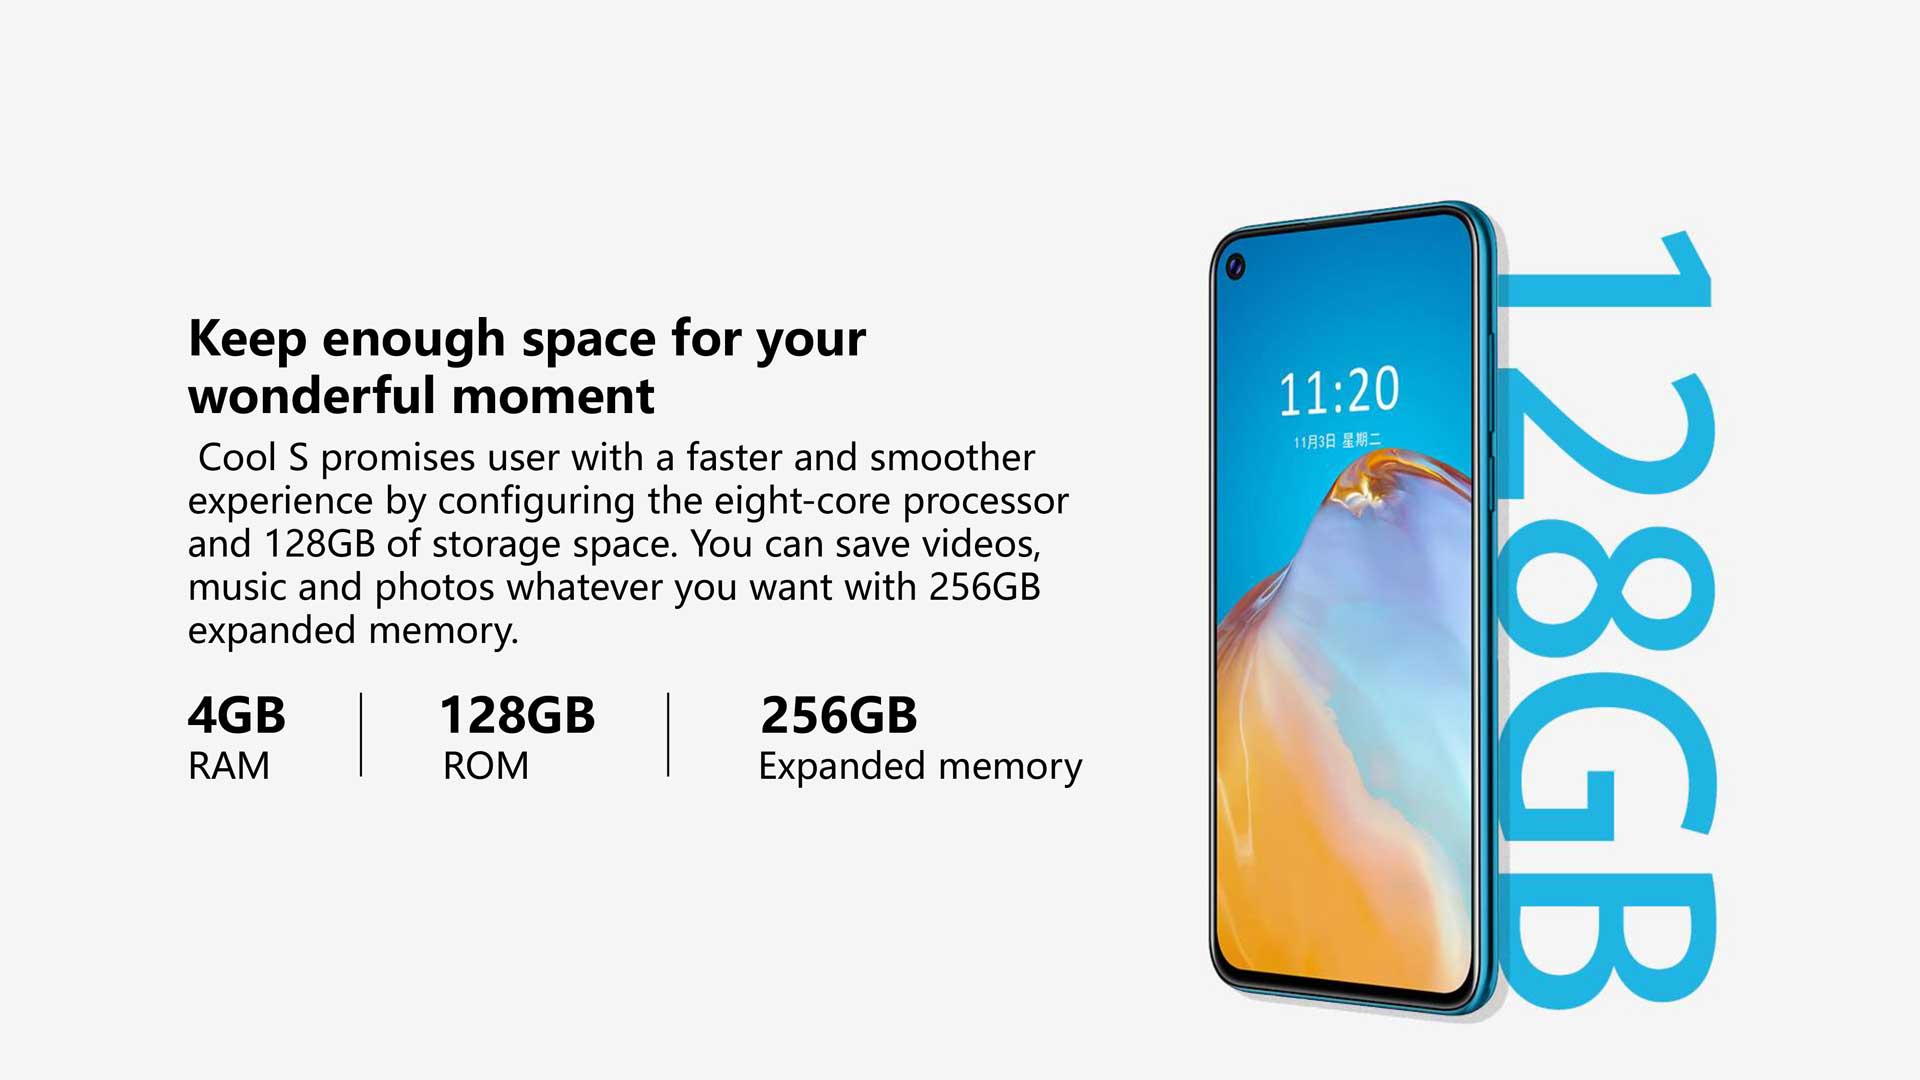 Keep enough space for your
wonderful moment
Cool S promises user with a faster and smoother
experience by configuring the eight-core processor
and 128GB of storage space. You can save videos,
music and photos whatever you want with 256GB
expanded memory.
4GB
RAM
128GB
ROM
256GB
Expanded memory
11:20
11月3日 星期二
128GB